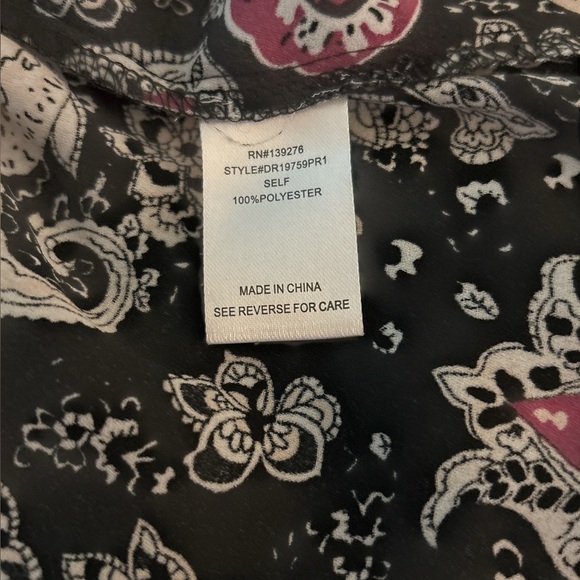 RN#139276
STYLE#DR19759PR1
SELF
100%POLYESTER
MADE IN CHINA
SEE REVERSE FOR CARE